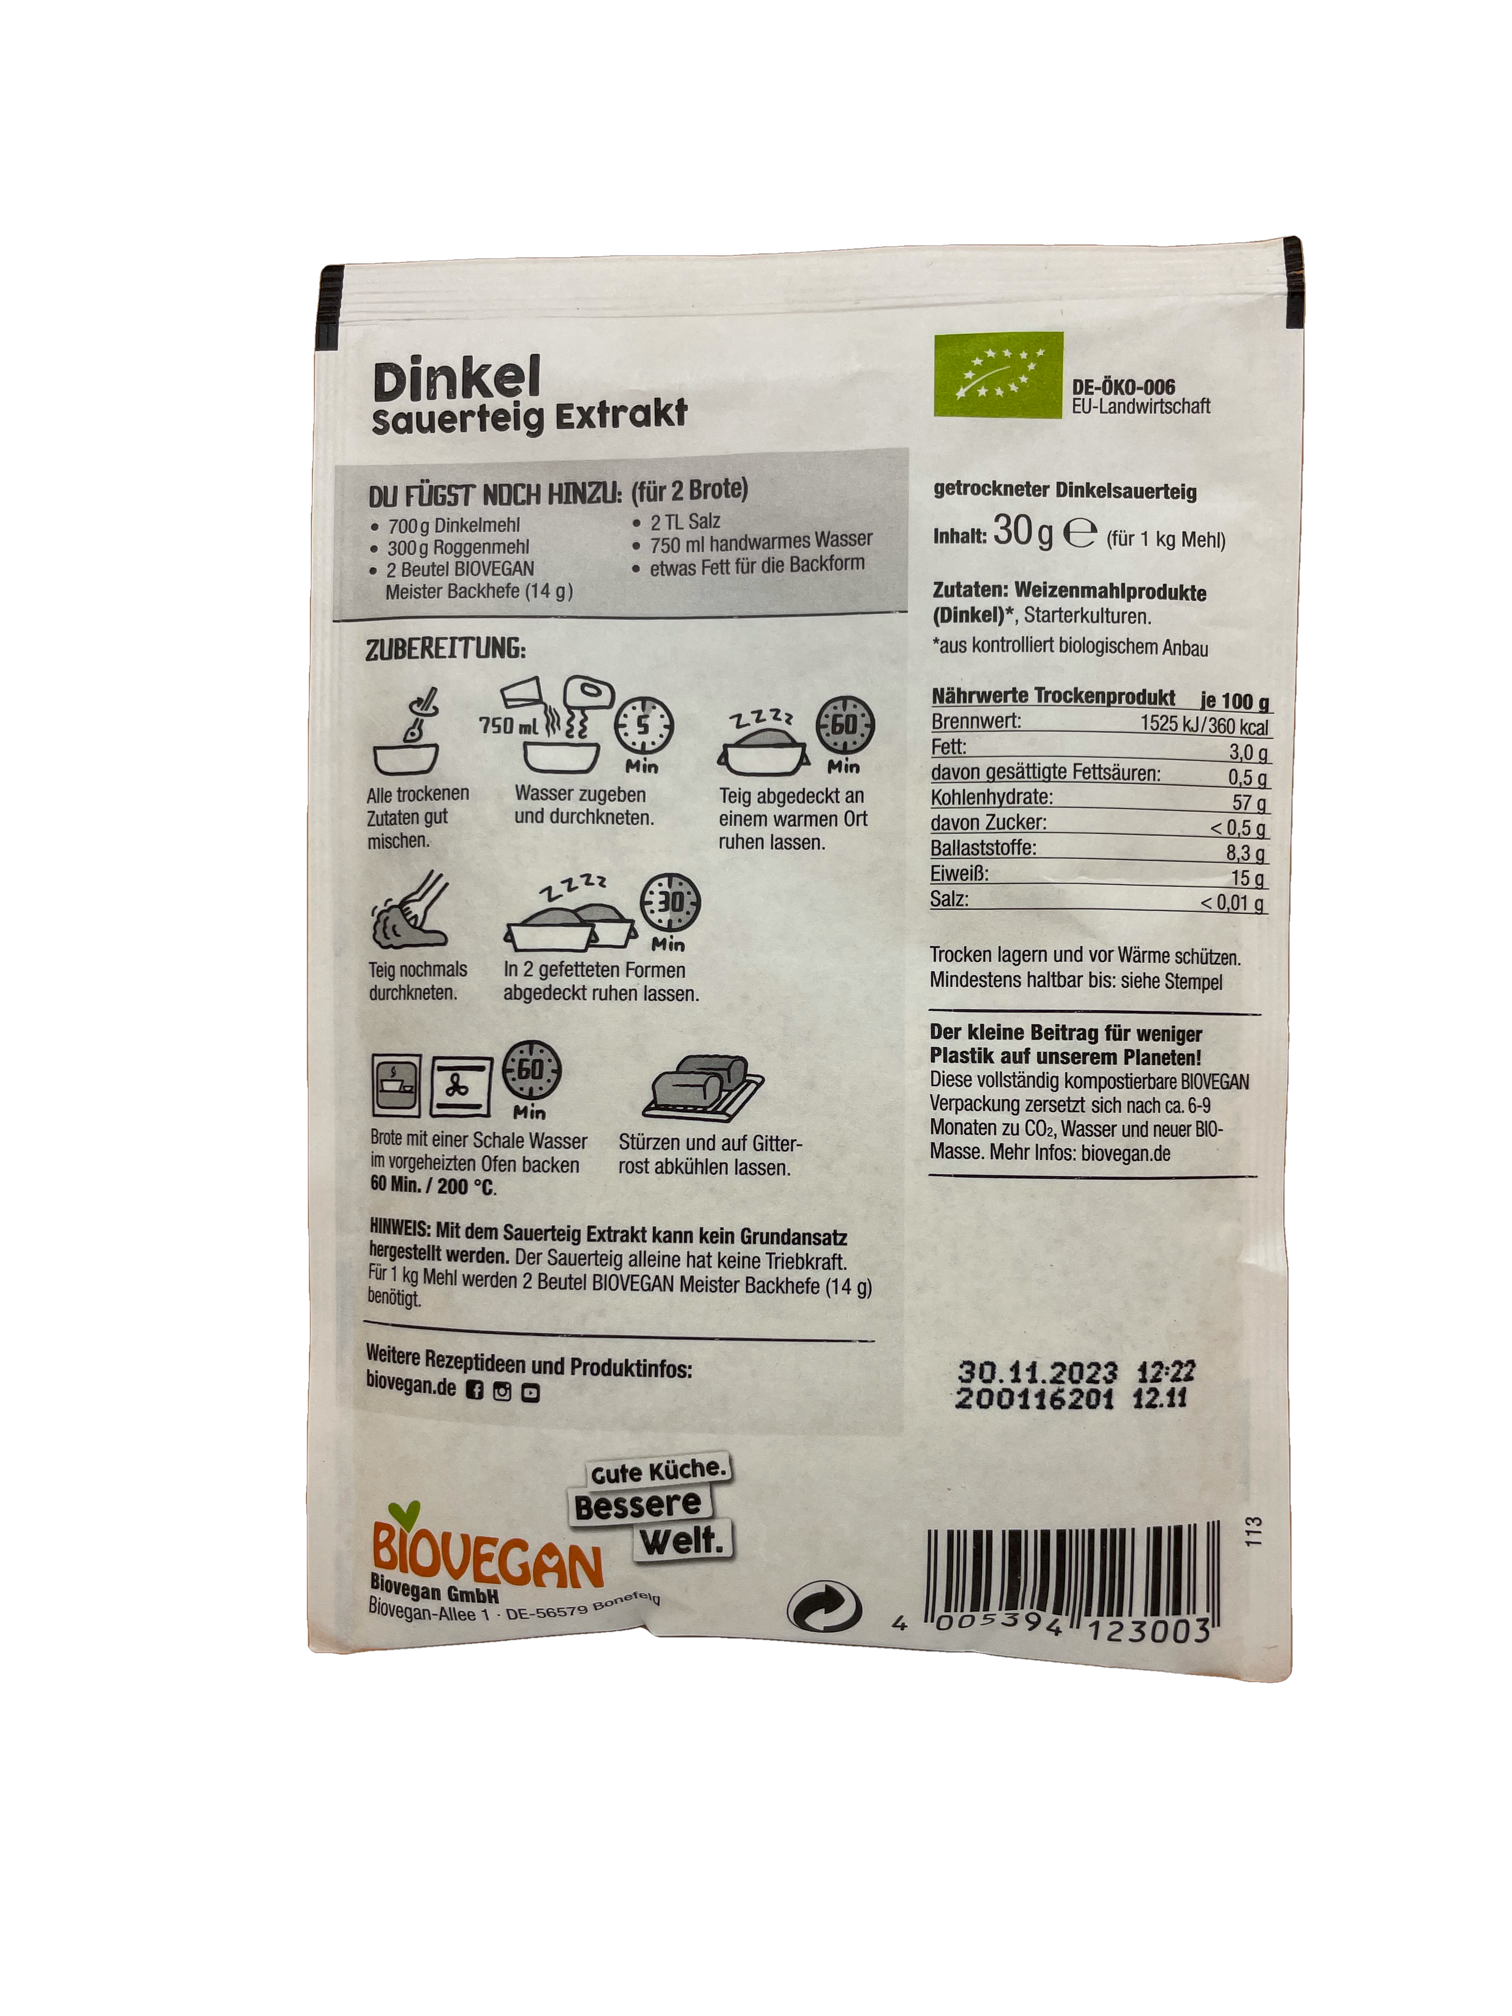 Dinkel
Sauerteig Extrakt
DU FÜGST NOCH HINZU: (für 2 Brote)
• 700 g Dinkelmehl
• 300 g Roggenmehl
• 2 Beutel BIOVEGAN
Meister Backhefe (14 g)
• 2 TL Salz
• 750 ml handwarmes Wasser
• etwas Fett für die Backform
ZUBEREITUNG:
750 ml
5
Min
zzzz
60
Min
Alle trockenen
Zutaten gut
mischen.
Wasser zugeben
und durchkneten.
Teig abgedeckt an
einem warmen Ort
ruhen lassen.
zzzz
30
Min
Teig nochmals
durchkneten.
In 2 gefetteten Formen
abgedeckt ruhen lassen.
60
Min
Brote mit einer Schale Wasser
im vorgeheizten Ofen backen
60 Min. / 200 °C.
Stürzen und auf Gitter-
rost abkühlen lassen.
HINWEIS: Mit dem Sauerteig Extrakt kann kein Grundansatz
hergestellt werden. Der Sauerteig alleine hat keine Triebkraft.
Für 1 kg Mehl werden 2 Beutel BIOVEGAN Meister Backhefe (14 g)
benötigt.
Weitere Rezeptideen und Produktinfos:
biovegan.de
Gute Küche.
Bessere
Welt.
BIOVEGAN
Biovegan GmbH
Biovegan-Allee 1 · DE-56579 Bonefeld
DE-ÖKO-006
EU-Landwirtschaft
getrockneter Dinkelsauerteig
Inhalt: 30 g ℮ (für 1 kg Mehl)
Zutaten: Weizenmahlprodukte
(Dinkel)*, Starterkulturen.
*aus kontrolliert biologischem Anbau
Nährwerte Trockenprodukt je 100 g
Brennwert: 1525 kJ/360 kcal
Fett: 3,0 g
davon gesättigte Fettsäuren: 0,5 g
Kohlenhydrate: 57 g
davon Zucker: < 0,5 g
Ballaststoffe: 8,3 g
Eiweiß: 15 g
Salz: < 0,01 g
Trocken lagern und vor Wärme schützen.
Mindestens haltbar bis: siehe Stempel
Der kleine Beitrag für weniger
Plastik auf unserem Planeten!
Diese vollständig kompostierbare BIOVEGAN
Verpackung zersetzt sich nach ca. 6-9
Monaten zu CO₂, Wasser und neuer BIO-
Masse. Mehr Infos: biovegan.de
30.11.2023 12:22
200116201 12.11
113
4 005394 123003